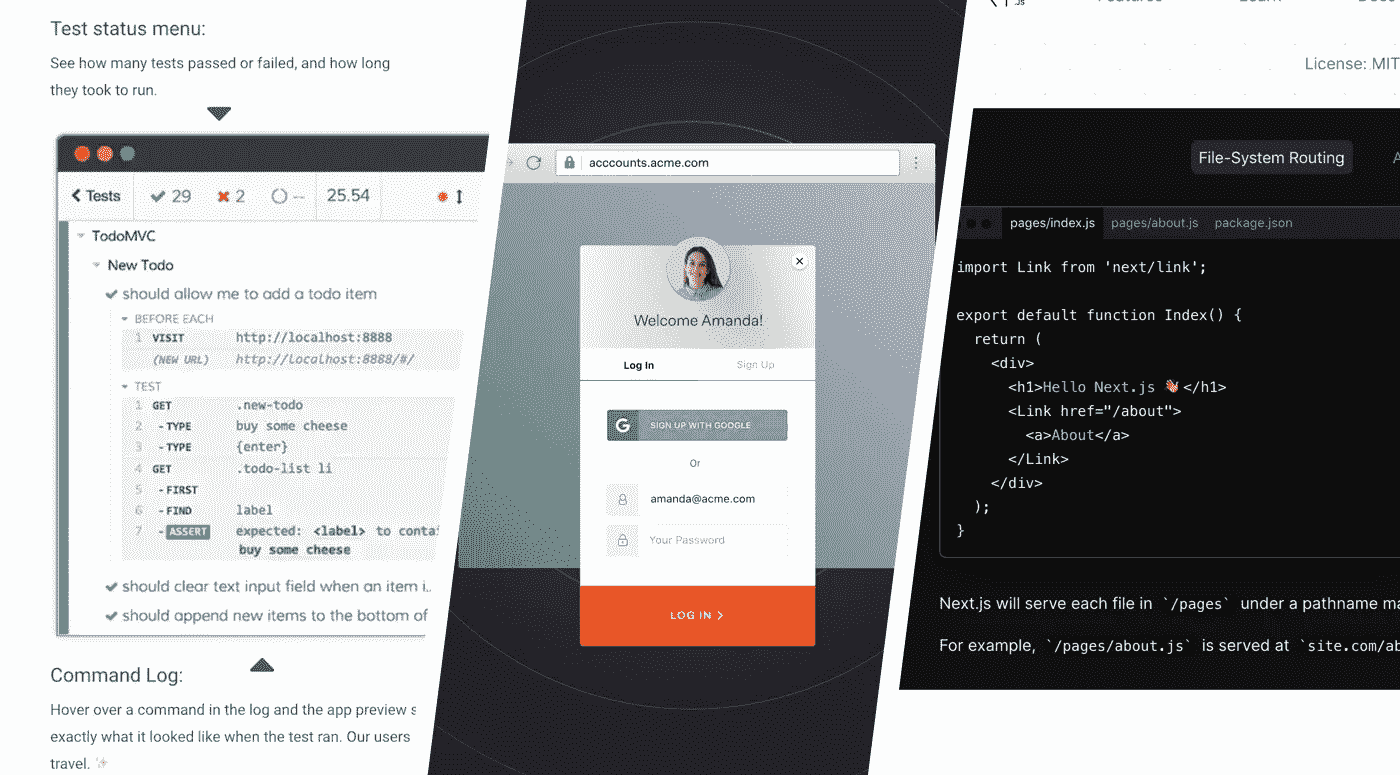 Test status menu:
See how many tests passed or failed, and how long
they took to run.
Tests
29
2
--
25.54
TodoMVC
New Todo
should allow me to add a todo item
BEFORE EACH
1 VISIT http://localhost:8888
(NEW URL) http://localhost:8888/#/
TEST
1 GET .new-todo
2 -TYPE buy some cheese
3 -TYPE {enter}
4 GET .todo-list li
5 -FIRST
6 -FIND label
7 -ASSERT expected: <label> to contai
buy some cheese
should clear text input field when an item i..
should append new items to the bottom of
Command Log:
Hover over a command in the log and the app preview s
exactly what it looked like when the test ran. Our users
travel.
acccounts.acme.com
Welcome Amanda!
Log In
Sign Up
G
SIGN UP WITH GOOGLE
Or
amanda@acme.com
Your Password
LOG IN >
.JS
License: MIT
File-System Routing
A
pages/index.js
pages/about.js
package.json
import Link from 'next/link';
export default function Index() {
return (
<div>
<h1>Hello Next.js 👋</h1>
<Link href="/about">
<a>About</a>
</Link>
</div>
);
}
Next.js will serve each file in `/pages` under a pathname ma
For example, `/pages/about.js` is served at `site.com/ab